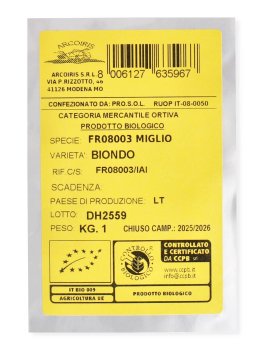 ARCOIRIS
ARCOIRIS S.R.L.
VIA P.RIZZOTTO, 46
41126 MODENA MO
8 006127 635967
CONFEZIONATO DA: PRO.S.O.L. RUOP IT-08-0050
CATEGORIA MERCANTILE ORTIVA
PRODOTTO BIOLOGICO
SPECIE: FR08003 MIGLIO
VARIETA': BIONDO
RIF.C/S: FR08003/IAI
SCADENZA:
PAESE DI PRODUZIONE: LT
LOTTO: DH2559
PESO: KG. 1 CHIUSO CAMP.: 2025/2026
IT BIO 009
AGRICOLTURA UE
CONTROLLO
BIOLOGICO
CCPB
CONTROLLATO
E CERTIFICATO
DA CCPB
www.ccpb.it
info@ccpb.it
PRODOTTO BIOLOGICO